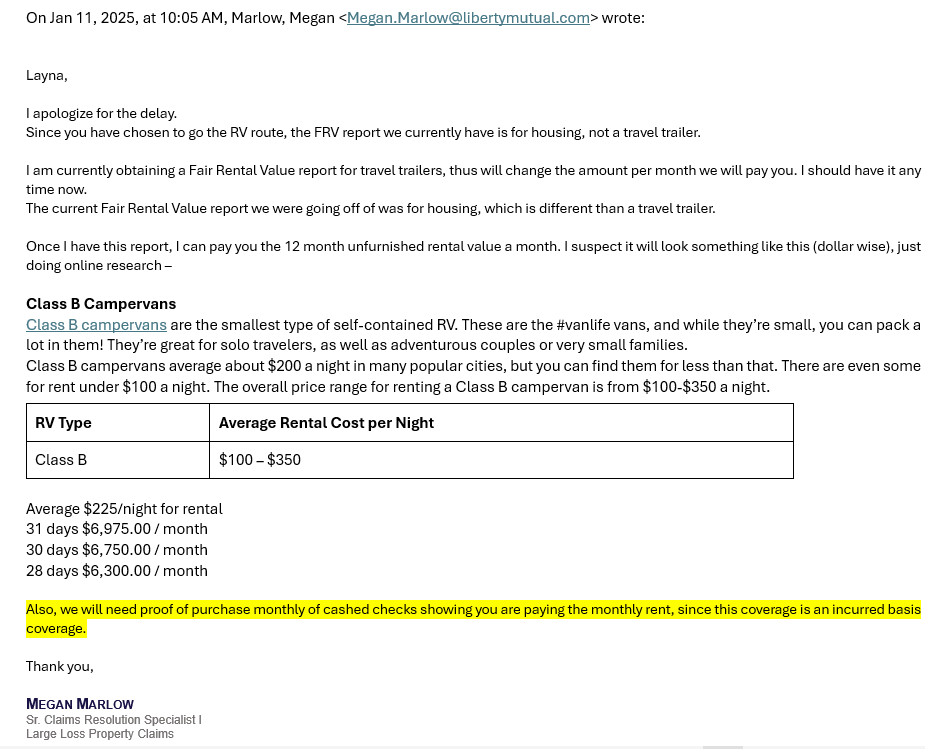 On Jan 11, 2025, at 10:05 AM, Marlow, Megan <Megan.Marlow@libertymutual.com> wrote:
Layna,
I apologize for the delay.
Since you have chosen to go the RV route, the FRV report we currently have is for housing, not a travel trailer.
I am currently obtaining a Fair Rental Value report for travel trailers, thus will change the amount per month we will pay you. I should have it any
time now.
The current Fair Rental Value report we were going off of was for housing, which is different than a travel trailer.
Once I have this report, I can pay you the 12 month unfurnished rental value a month. I suspect it will look something like this (dollar wise), just
doing online research –
Class B Campervans
Class B campervans are the smallest type of self-contained RV. These are the #vanlife vans, and while they’re small, you can pack a
lot in them! They’re great for solo travelers, as well as adventurous couples or very small families.
Class B campervans average about $200 a night in many popular cities, but you can find them for less than that. There are even some
for rent under $100 a night. The overall price range for renting a Class B campervan is from $100-$350 a night.
RV Type Average Rental Cost per Night
Class B $100 – $350
Average $225/night for rental
31 days $6,975.00 / month
30 days $6,750.00 / month
28 days $6,300.00 / month
Also, we will need proof of purchase monthly of cashed checks showing you are paying the monthly rent, since this coverage is an incurred basis
coverage.
Thank you,
MEGAN MARLOW
Sr. Claims Resolution Specialist I
Large Loss Property Claims